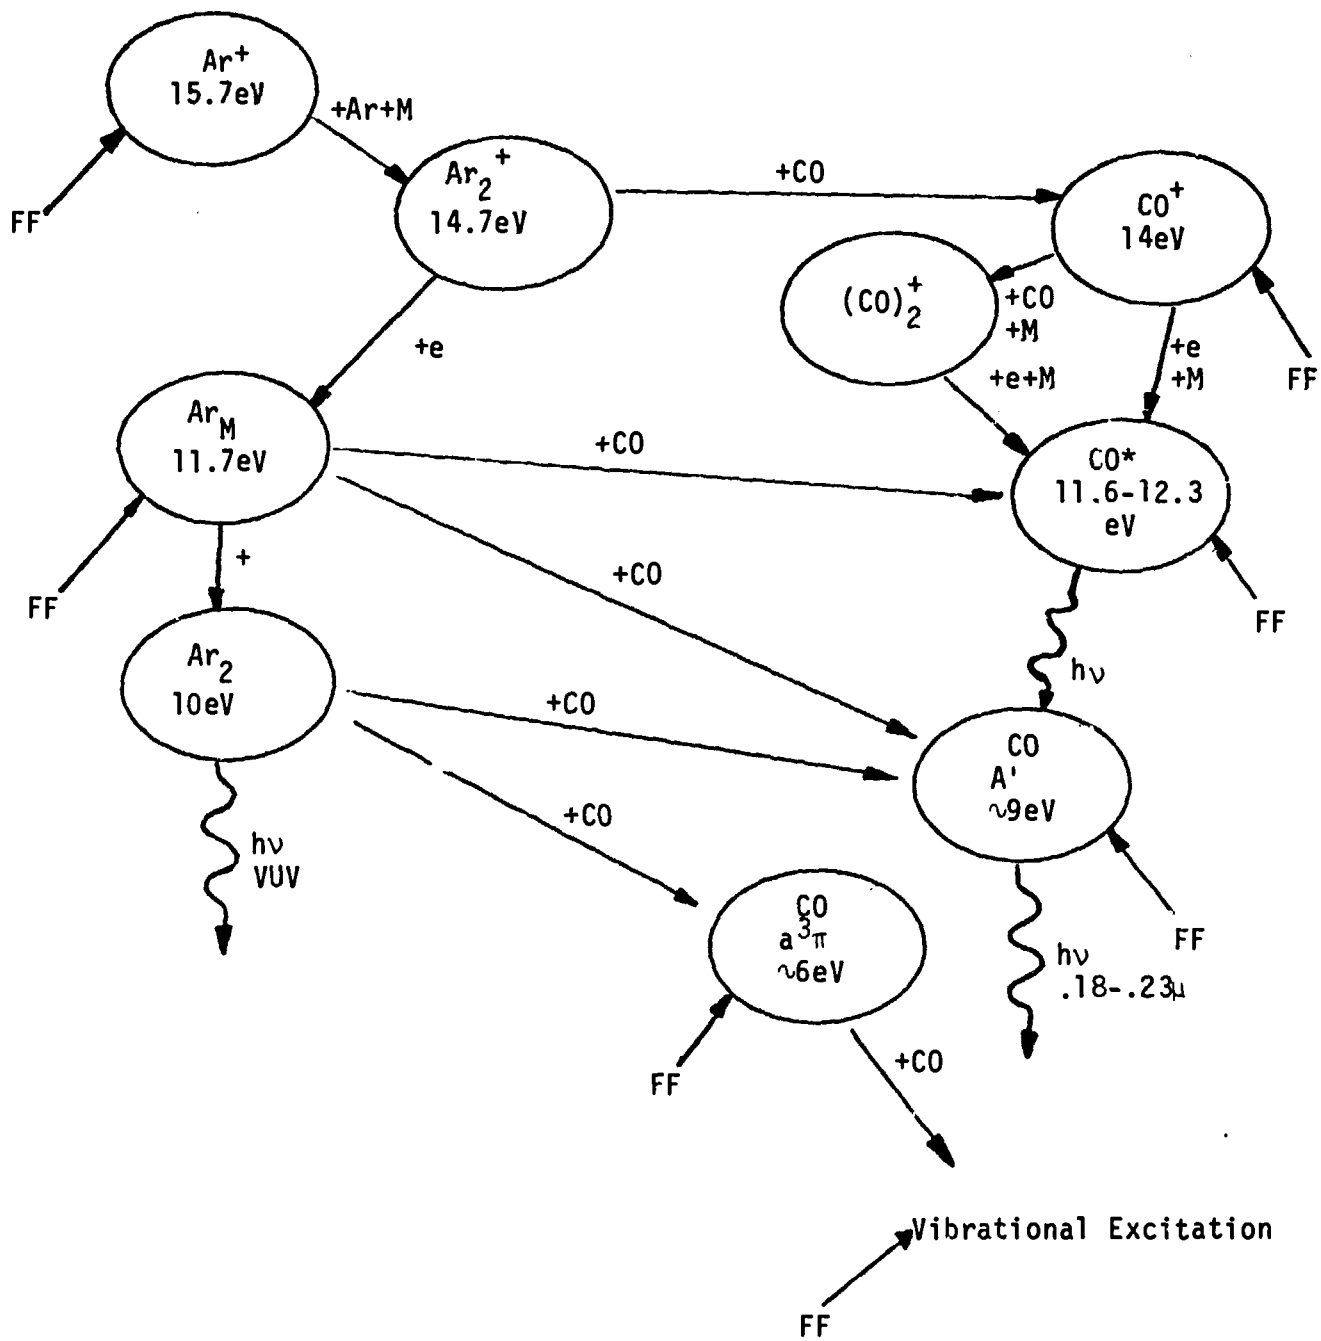 Ar+
15.7eV
+Ar+M
FF
Ar2+
14.7eV
+CO
CO+
14eV
(CO)2+
+CO
+M
+e
+M
FF
+e
+e+M
ArM
11.7eV
+CO
CO*
11.6-12.3
eV
FF
+
+CO
FF
hν
Ar2
10eV
+CO
CO
A'
~9eV
+CO
hν
VUV
CO
a3π
~6eV
FF
hν
.18-.23μ
FF
+CO
Vibrational Excitation
FF